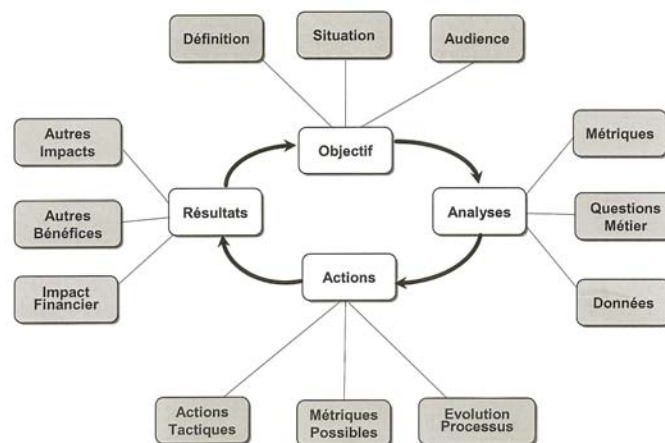 Définition
Situation
Audience
Autres
Impacts
Objectif
Métriques
Autres
Bénéfices
Résultats
Analyses
Questions
Métier
Impact
Financier
Actions
Données
Actions
Tactiques
Métriques
Possibles
Evolution
Processus